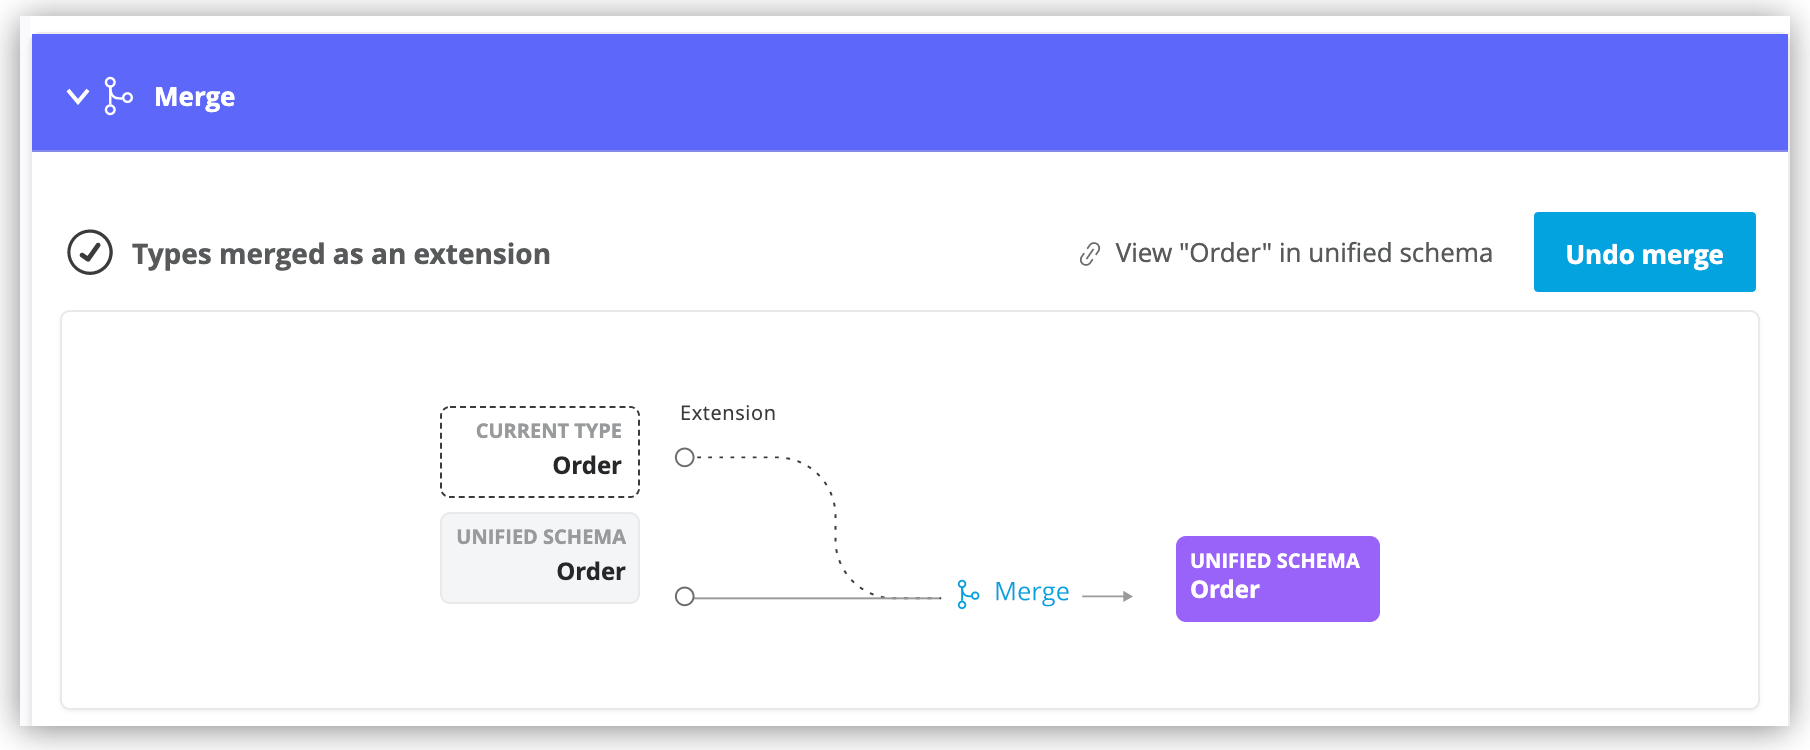 Merge
Types merged as an extension
View "Order" in unified schema
Undo merge
CURRENT TYPE
Order
Extension
UNIFIED SCHEMA
Order
Merge
UNIFIED SCHEMA
Order